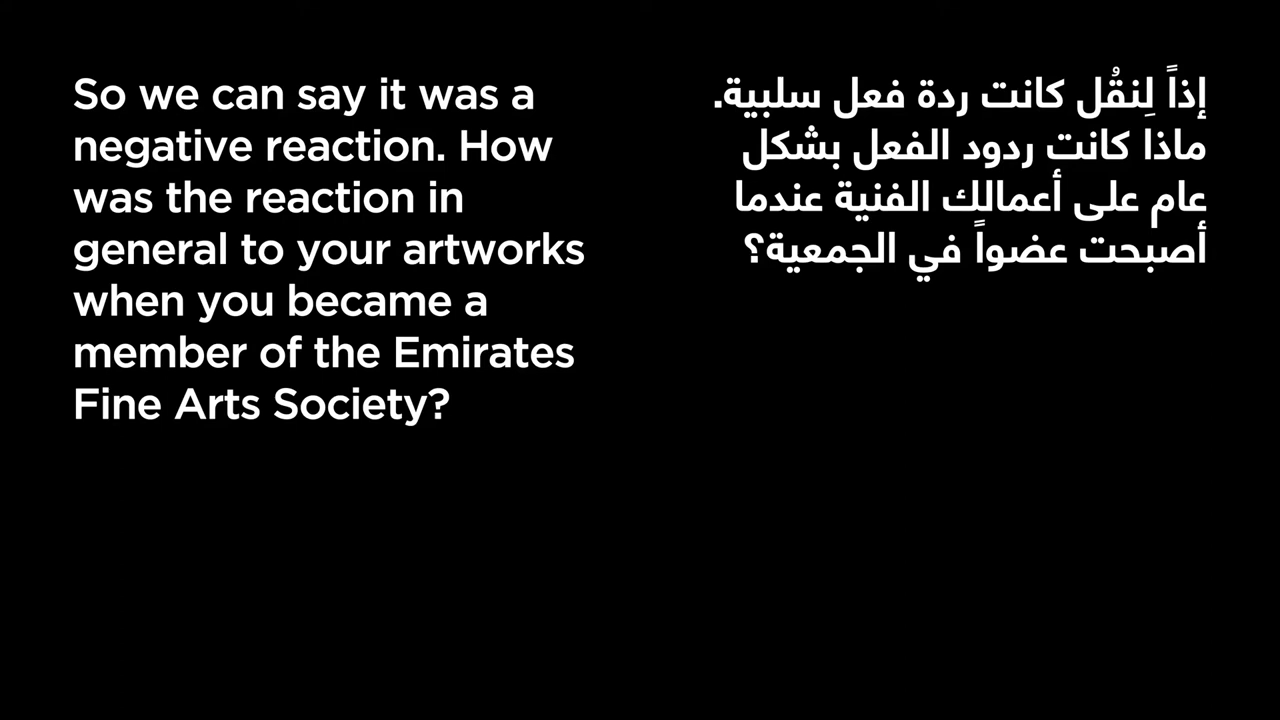 So we can say it was a
negative reaction. How
was the reaction in
general to your artworks
when you became a
member of the Emirates
Fine Arts Society?
إذاً لِنقُل كانت ردة فعل سلبية.
ماذا كانت ردود الفعل بشكل
عام على أعمالك الفنية عندما
أصبحت عضواً في الجمعية؟